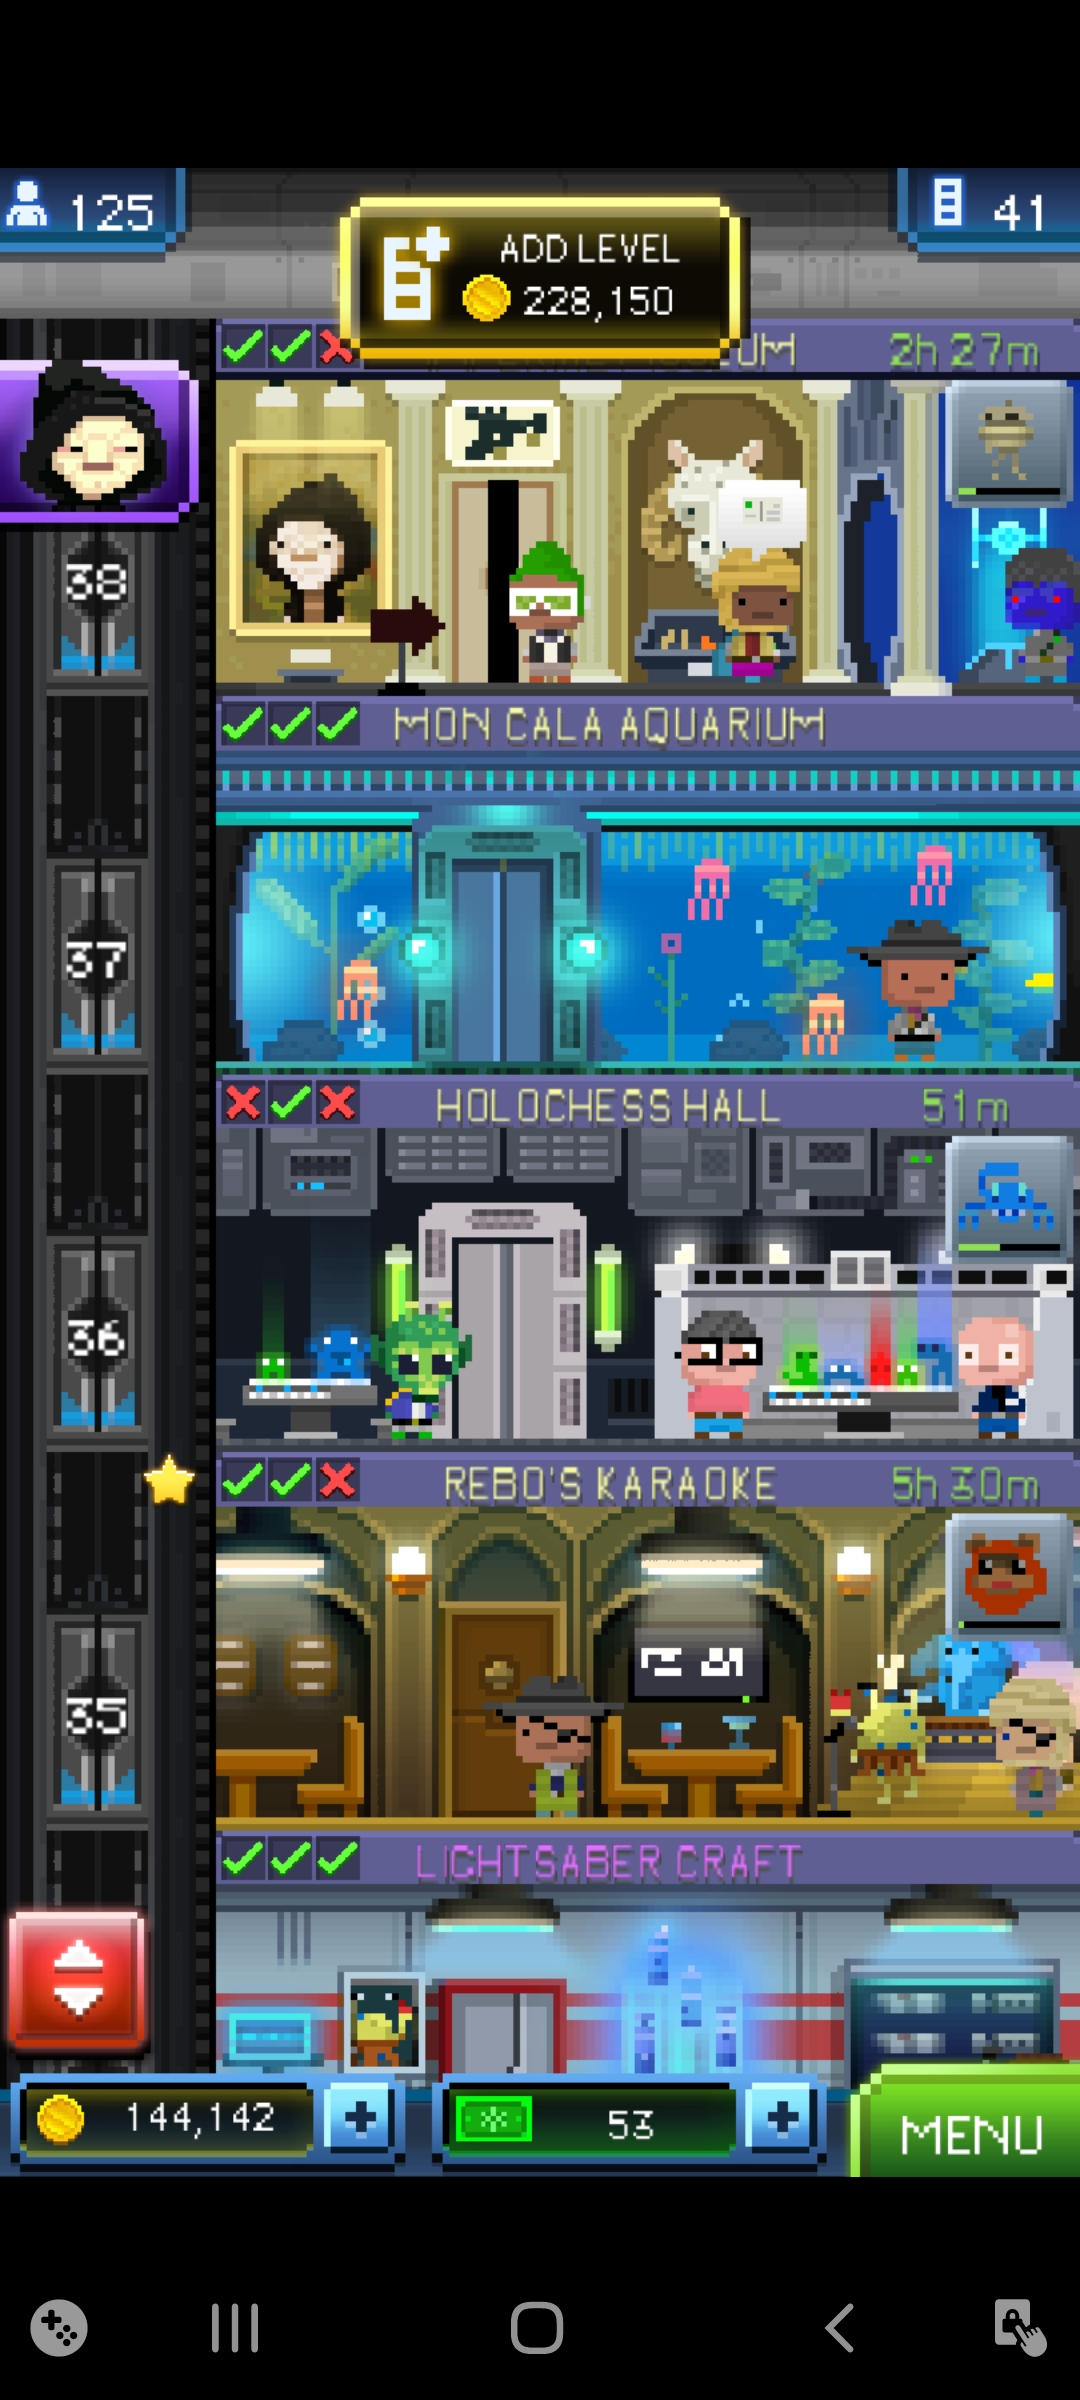 125
ADD LEVEL
228,150
41
2h 27m
38
MON CALA AQUARIUM
37
HOLOCHESS HALL
51m
36
REBO'S KARAOKE
5h 30m
35
LIGHTSABER CRAFT
144,142
53
MENU